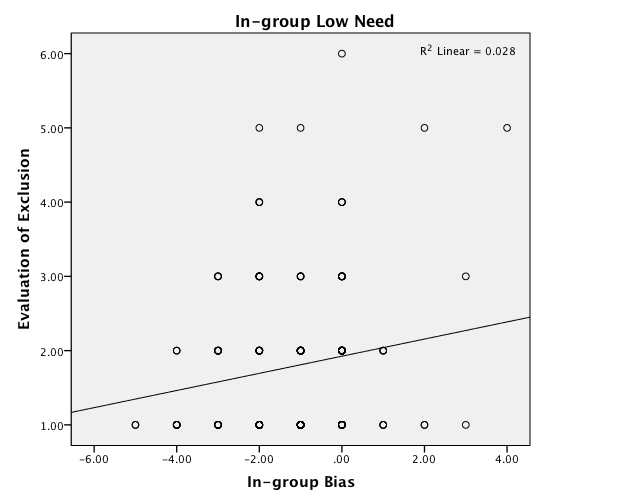 In-group Low Need
R² Linear = 0.028
6.00
5.00
4.00
3.00
2.00
1.00
Evaluation of Exclusion
-6.00 -4.00 -2.00 .00 2.00 4.00
In-group Bias